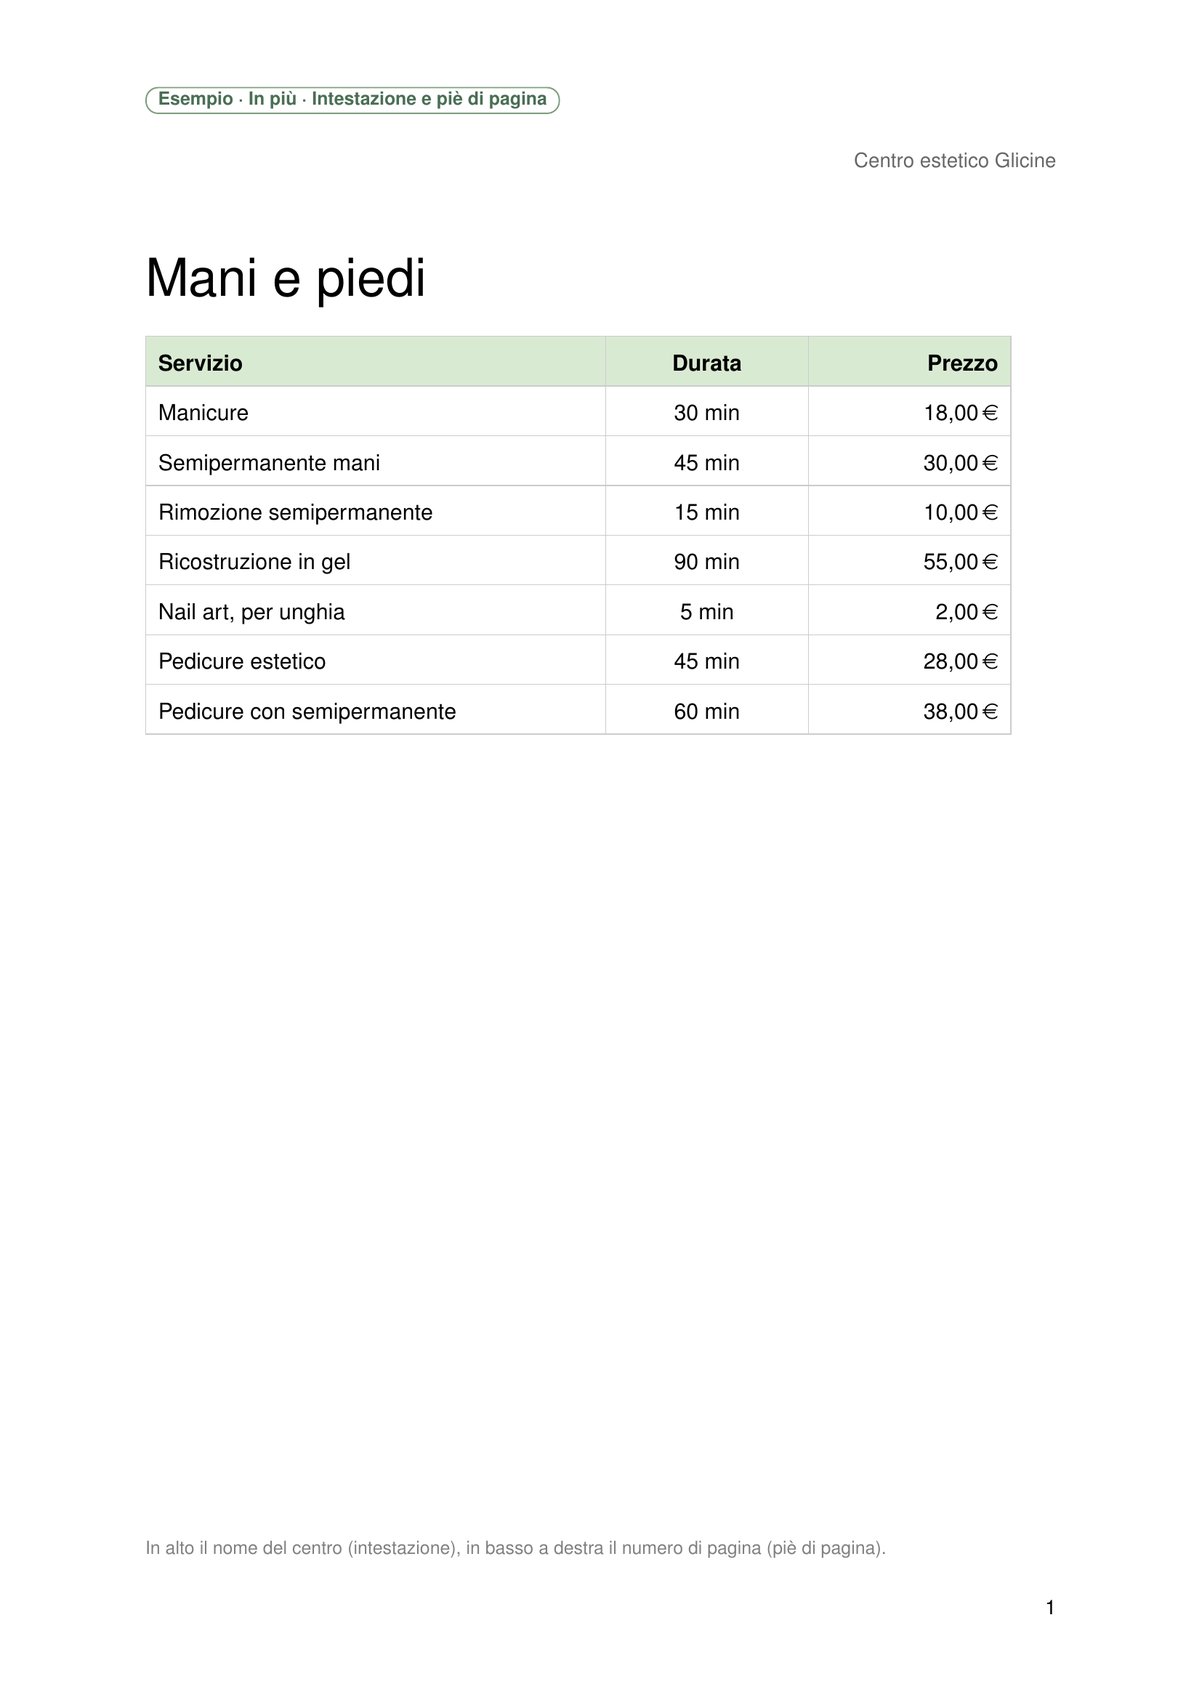 Esempio · In più · Intestazione e piè di pagina
Centro estetico Glicine
Mani e piedi
Servizio Durata Prezzo
Manicure 30 min 18,00 €
Semipermanente mani 45 min 30,00 €
Rimozione semipermanente 15 min 10,00 €
Ricostruzione in gel 90 min 55,00 €
Nail art, per unghia 5 min 2,00 €
Pedicure estetico 45 min 28,00 €
Pedicure con semipermanente 60 min 38,00 €
In alto il nome del centro (intestazione), in basso a destra il numero di pagina (piè di pagina).
1